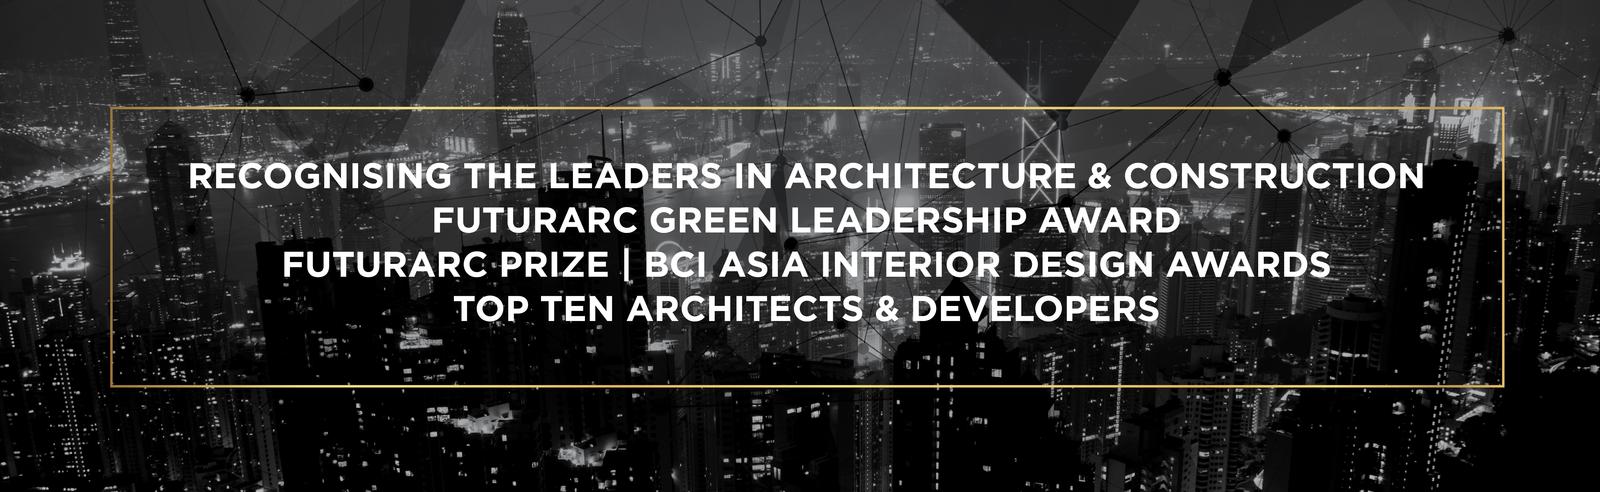 RECOGNISING THE LEADERS IN ARCHITECTURE & CONSTRUCTION
FUTURARC GREEN LEADERSHIP AWARD
FUTURARC PRIZE | BCI ASIA INTERIOR DESIGN AWARDS
TOP TEN ARCHITECTS & DEVELOPERS